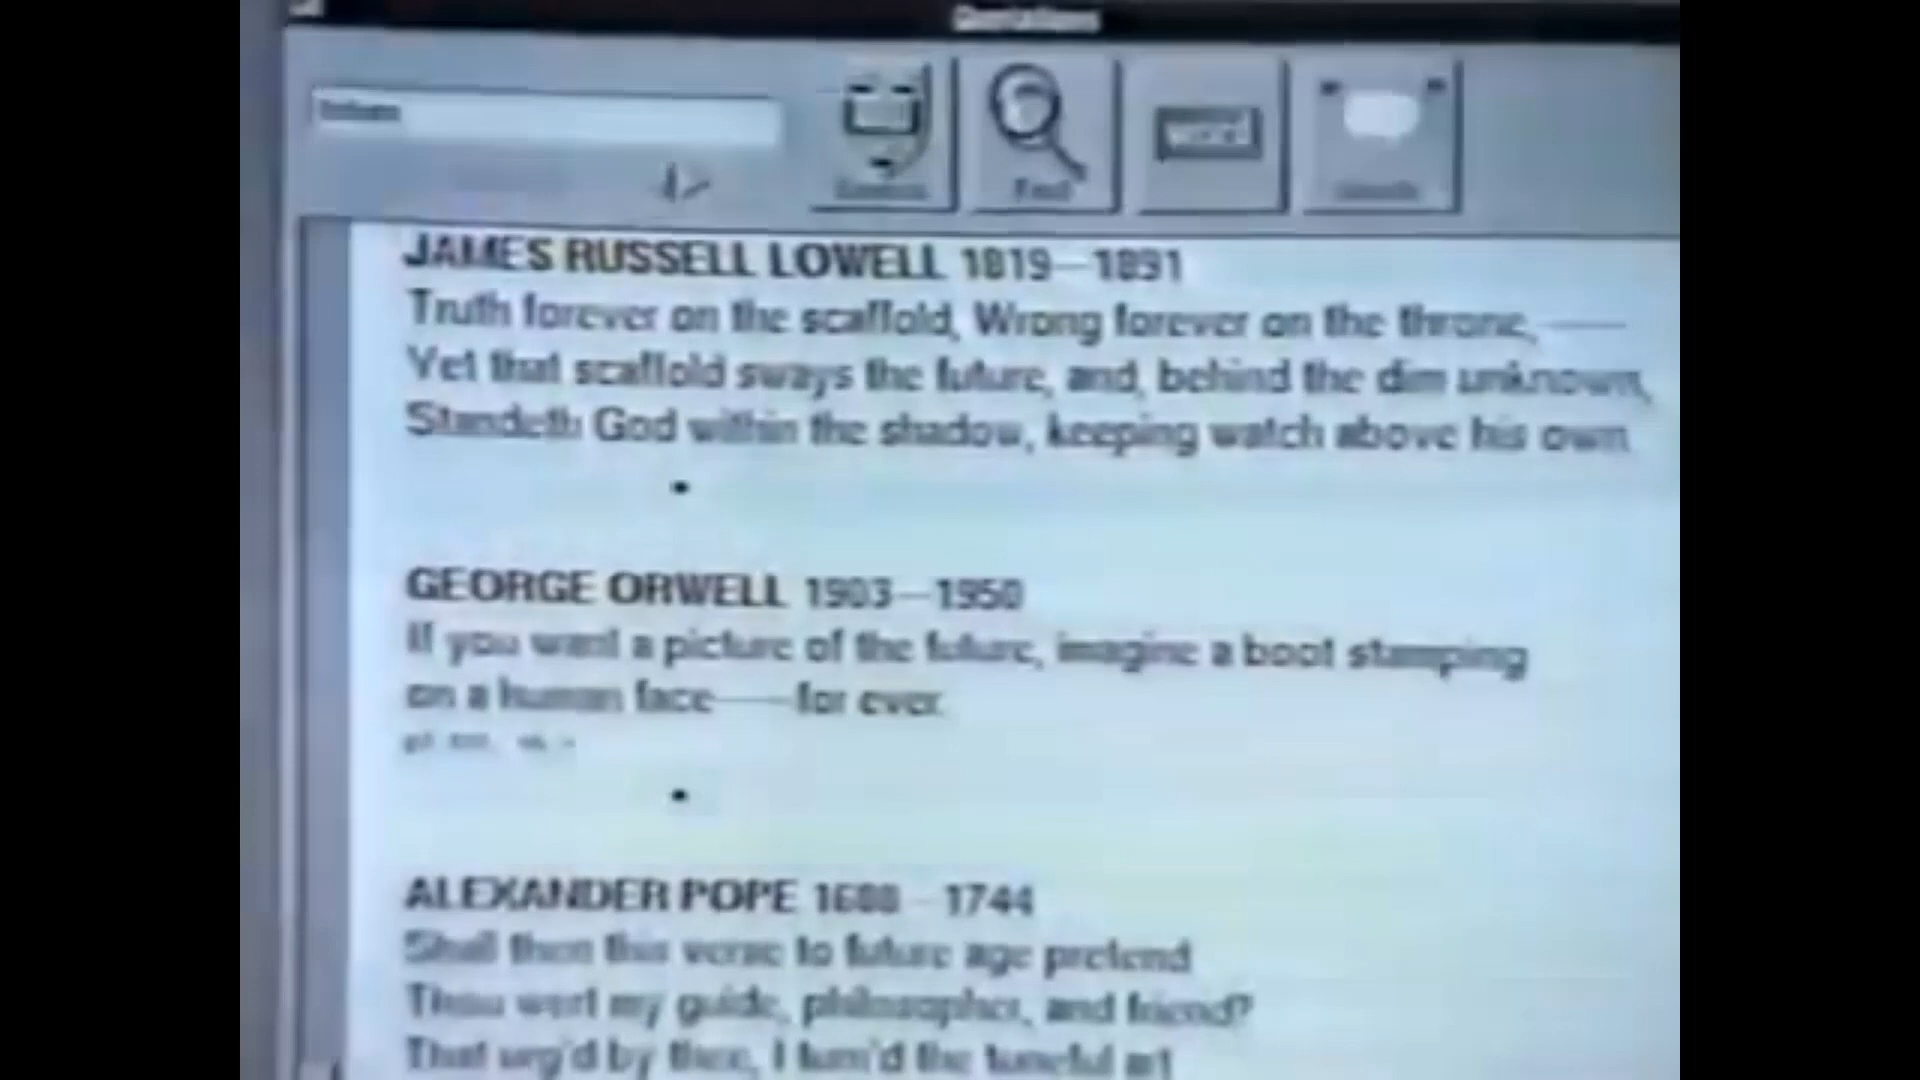 Quotations
future
Find
word
JAMES RUSSELL LOWELL 1819—1891
Truth forever on the scaffold, Wrong forever on the throne,—
Yet that scaffold sways the future, and, behind the dim unknown,
Standeth God within the shadow, keeping watch above his own.
GEORGE ORWELL 1903—1950
If you want a picture of the future, imagine a boot stamping
on a human face—for ever.
ALEXANDER POPE 1688–1744
Shall then this verse to future age pretend
Thou wert my guide, philosopher, and friend?
That urg'd by thee, I turn'd the tuneful art